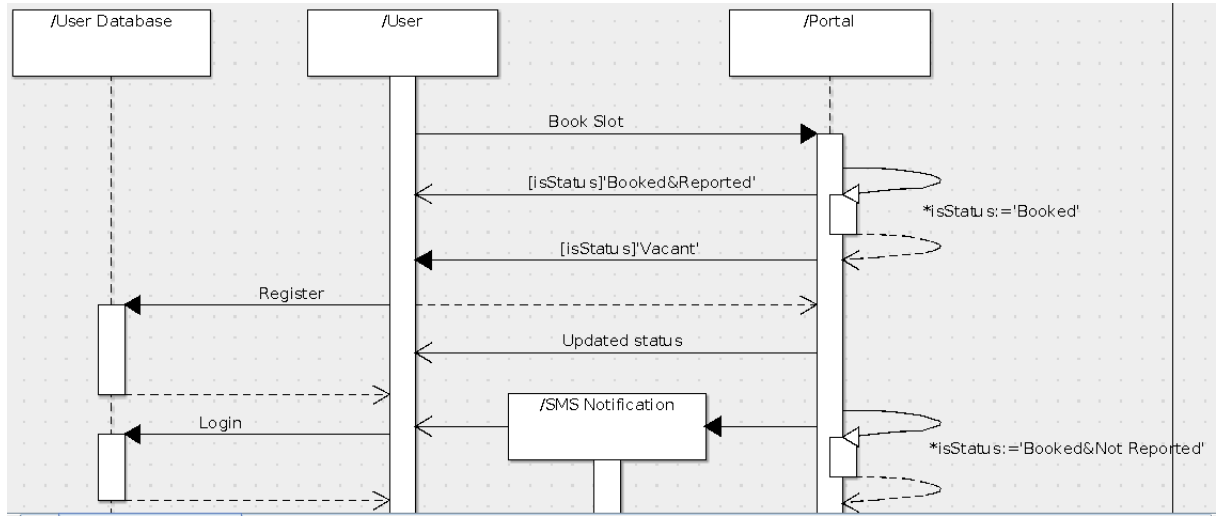 /User Database
/User
/Portal
Book Slot
[isStatus]'Booked&Reported'
*isStatus:='Booked'
[isStatus]'Vacant'
Register
Updated status
/SMS Notification
Login
*isStatus:='Booked&Not Reported'